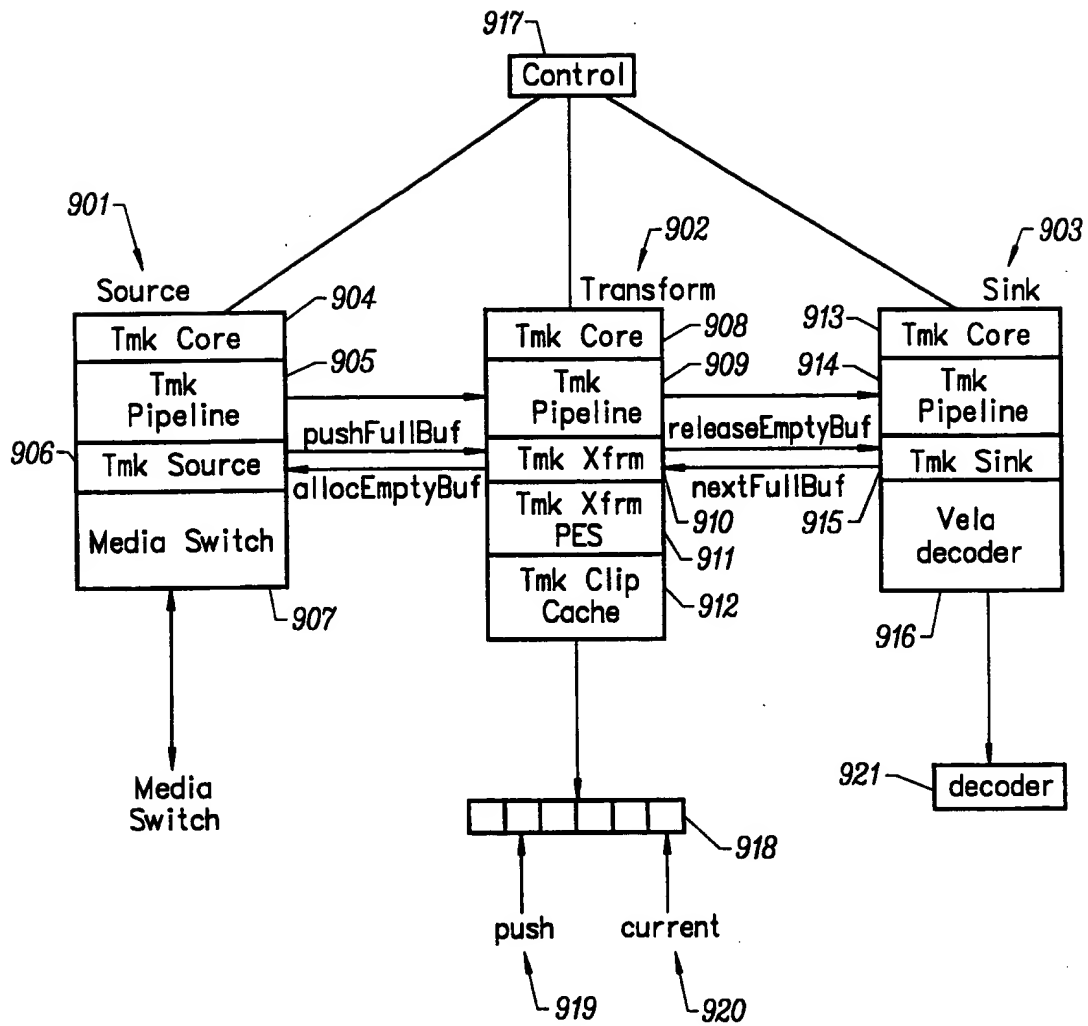 917
Control
901
902
903
Source
904
Transform
908
Sink
913
Tmk Core
Tmk Core
Tmk Core
905
909
914
Tmk
Pipeline
Tmk
Pipeline
Tmk
Pipeline
pushFullBuf
releaseEmptyBuf
906
Tmk Source
Tmk Xfrm
Tmk Sink
allocEmptyBuf
nextFullBuf
910
915
Media Switch
Tmk Xfrm
PES
911
Vela
decoder
Tmk Clip
Cache
912
907
916
Media
Switch
921
decoder
918
push
current
919
920